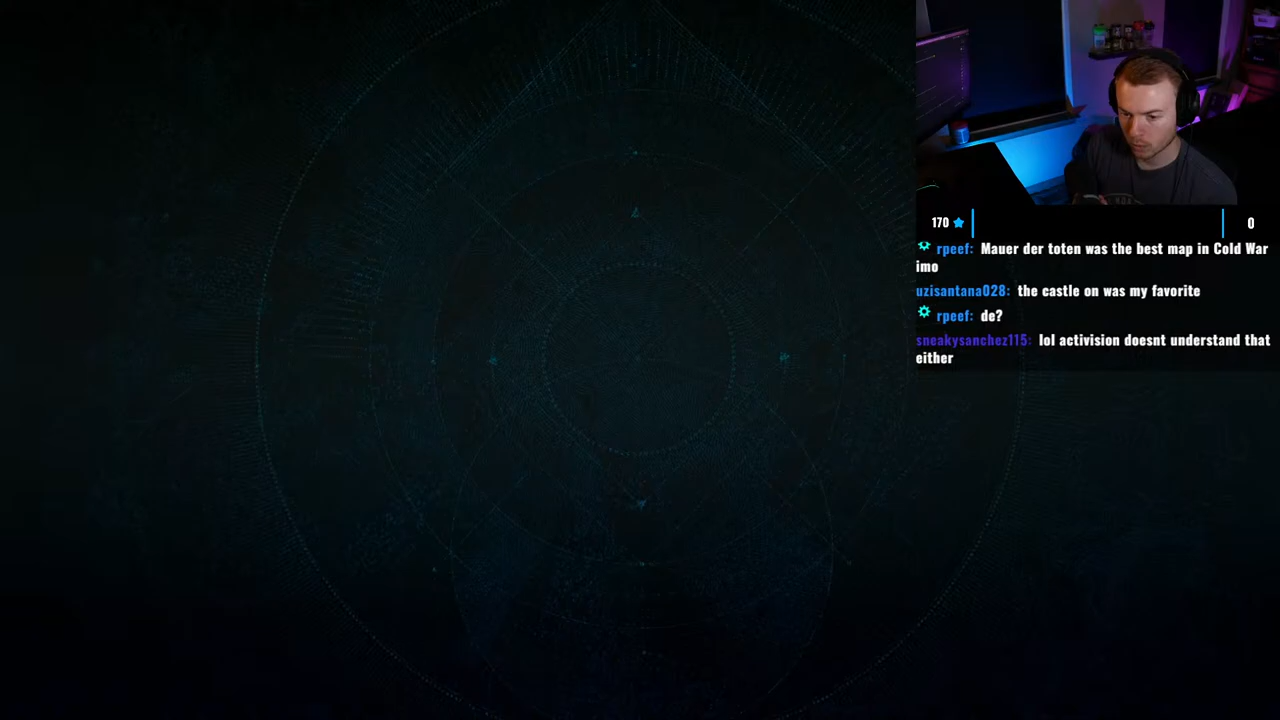 170 0
rpeef: Mauer der toten was the best map in Cold War
imo
uzisantana028: the castle on was my favorite
rpeef: de?
sneakysanchez115: lol activision doesnt understand that
either